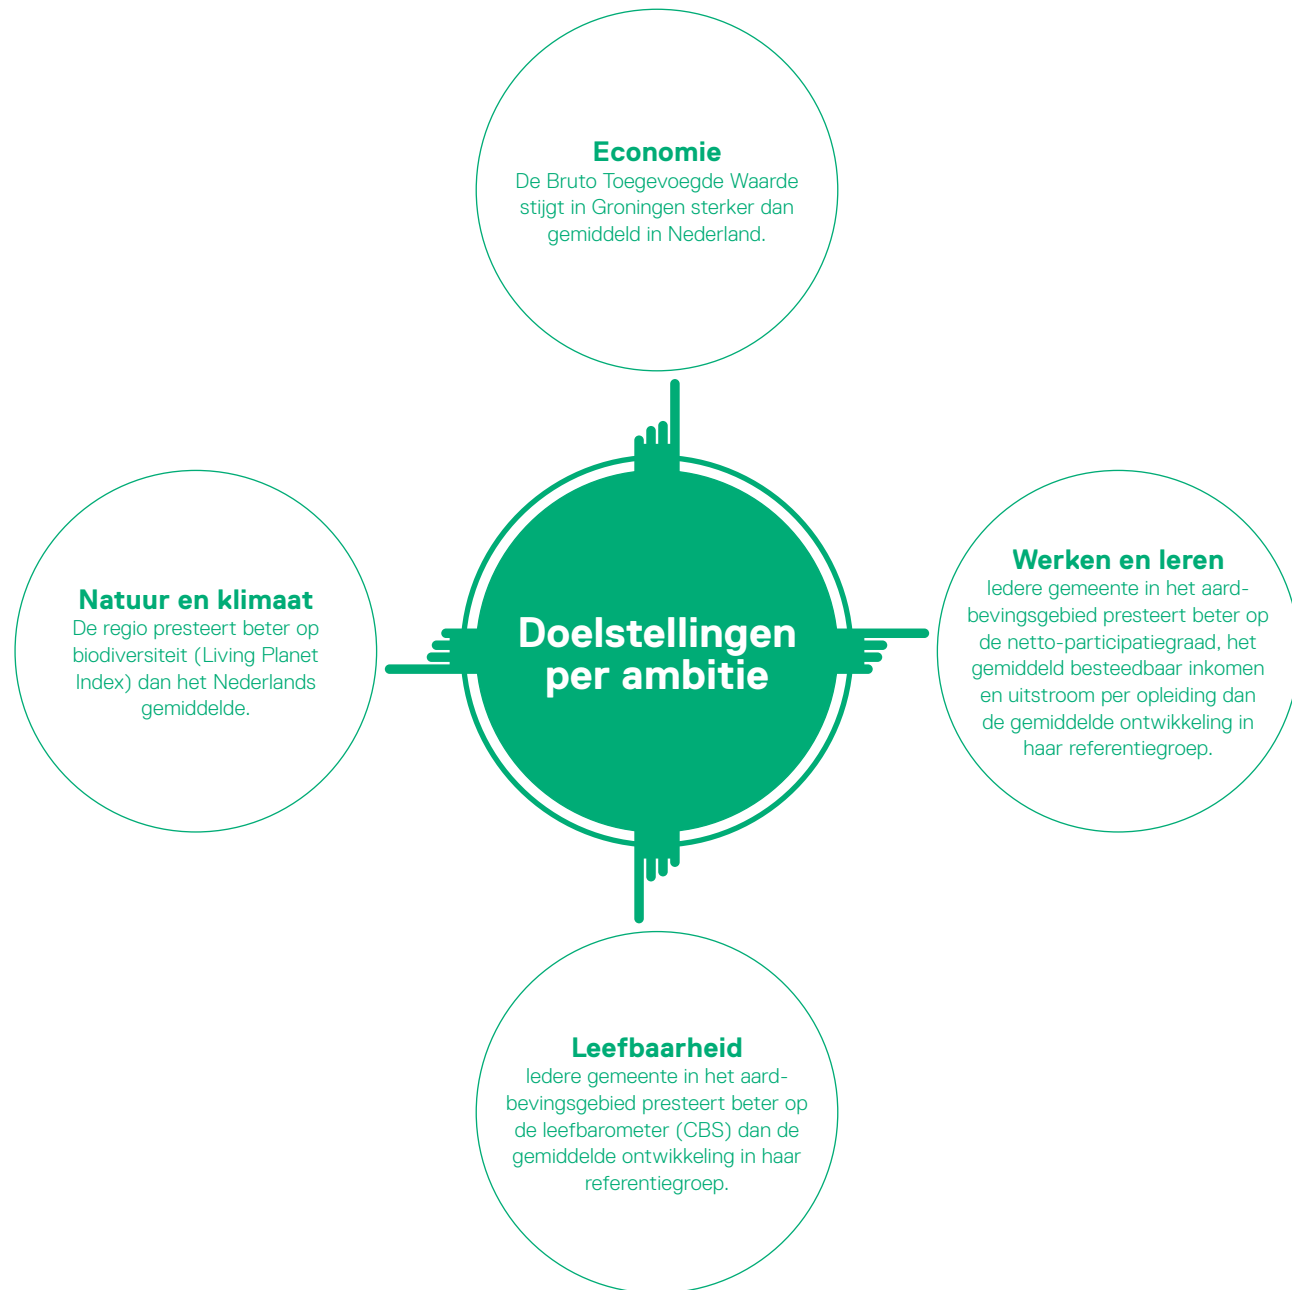 Economie
De Bruto Toegevoegde Waarde
stijgt in Groningen sterker dan
gemiddeld in Nederland.
Natuur en klimaat
De regio presteert beter op
biodiversiteit (Living Planet
Index) dan het Nederlands
gemiddelde.
Doelstellingen
per ambitie
Werken en leren
Iedere gemeente in het aard-
bevingsgebied presteert beter op
de netto-participatiegraad, het
gemiddeld besteedbaar inkomen
en uitstroom per opleiding dan
de gemiddelde ontwikkeling in
haar referentiegroep.
Leefbaarheid
Iedere gemeente in het aard-
bevingsgebied presteert beter op
de leefbarometer (CBS) dan de
gemiddelde ontwikkeling in haar
referentiegroep.